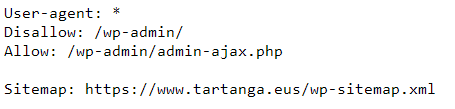 User-agent: *
Disallow: /wp-admin/
Allow: /wp-admin/admin-ajax.php
Sitemap: https://www.tartanga.eus/wp-sitemap.xml